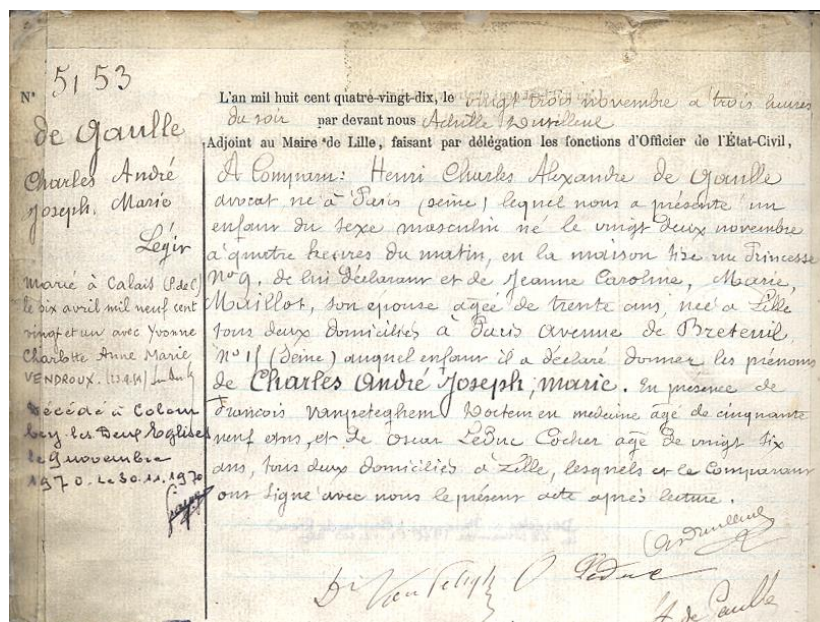 N° 5153
de Gaulle
Charles André
Joseph, Marie
Légit
marié à Calais (P de C)
le six avril mil neuf cent
vingt et un avec Yvonne
Charlotte Anne Marie
VENDROUX.
Décédé à Colom
bey-les Deux Eglises
le 9 novembre
1970. le 30.11.1970
L'an mil huit cent quatre-vingt-dix, le vingt trois novembre à trois heures
du soir par devant nous Achille
Adjoint au Maire de Lille, faisant par délégation les fonctions d'Officier de l'État-Civil,
A Comparu: Henri Charles Alexandre de Gaulle
avocat, né à Paris (seine) lequel nous a présenté un
enfant du sexe masculin né le vingt deux novembre
à quatre heures du matin, en la maison sise rue Princesse
N° 9, de lui déclarant et de Jeanne Caroline, Marie,
Maillot, son épouse âgée de trente ans, née à Lille
tous deux domiciliés à Paris avenue de Breteuil
N° 15 (Seine) auquel enfant il a déclaré donner les prénoms
de Charles André Joseph, marie. En présence de
François Vanpeteghem Docteur en médecine âgé de cinquante
neuf ans, et de Oscar Leduc Cocher âgé de vingt six
ans, tous deux domiciliés à Lille, lesquels et le Comparant
ont signé avec nous le présent acte après lecture.
O Leduc
H de Gaulle